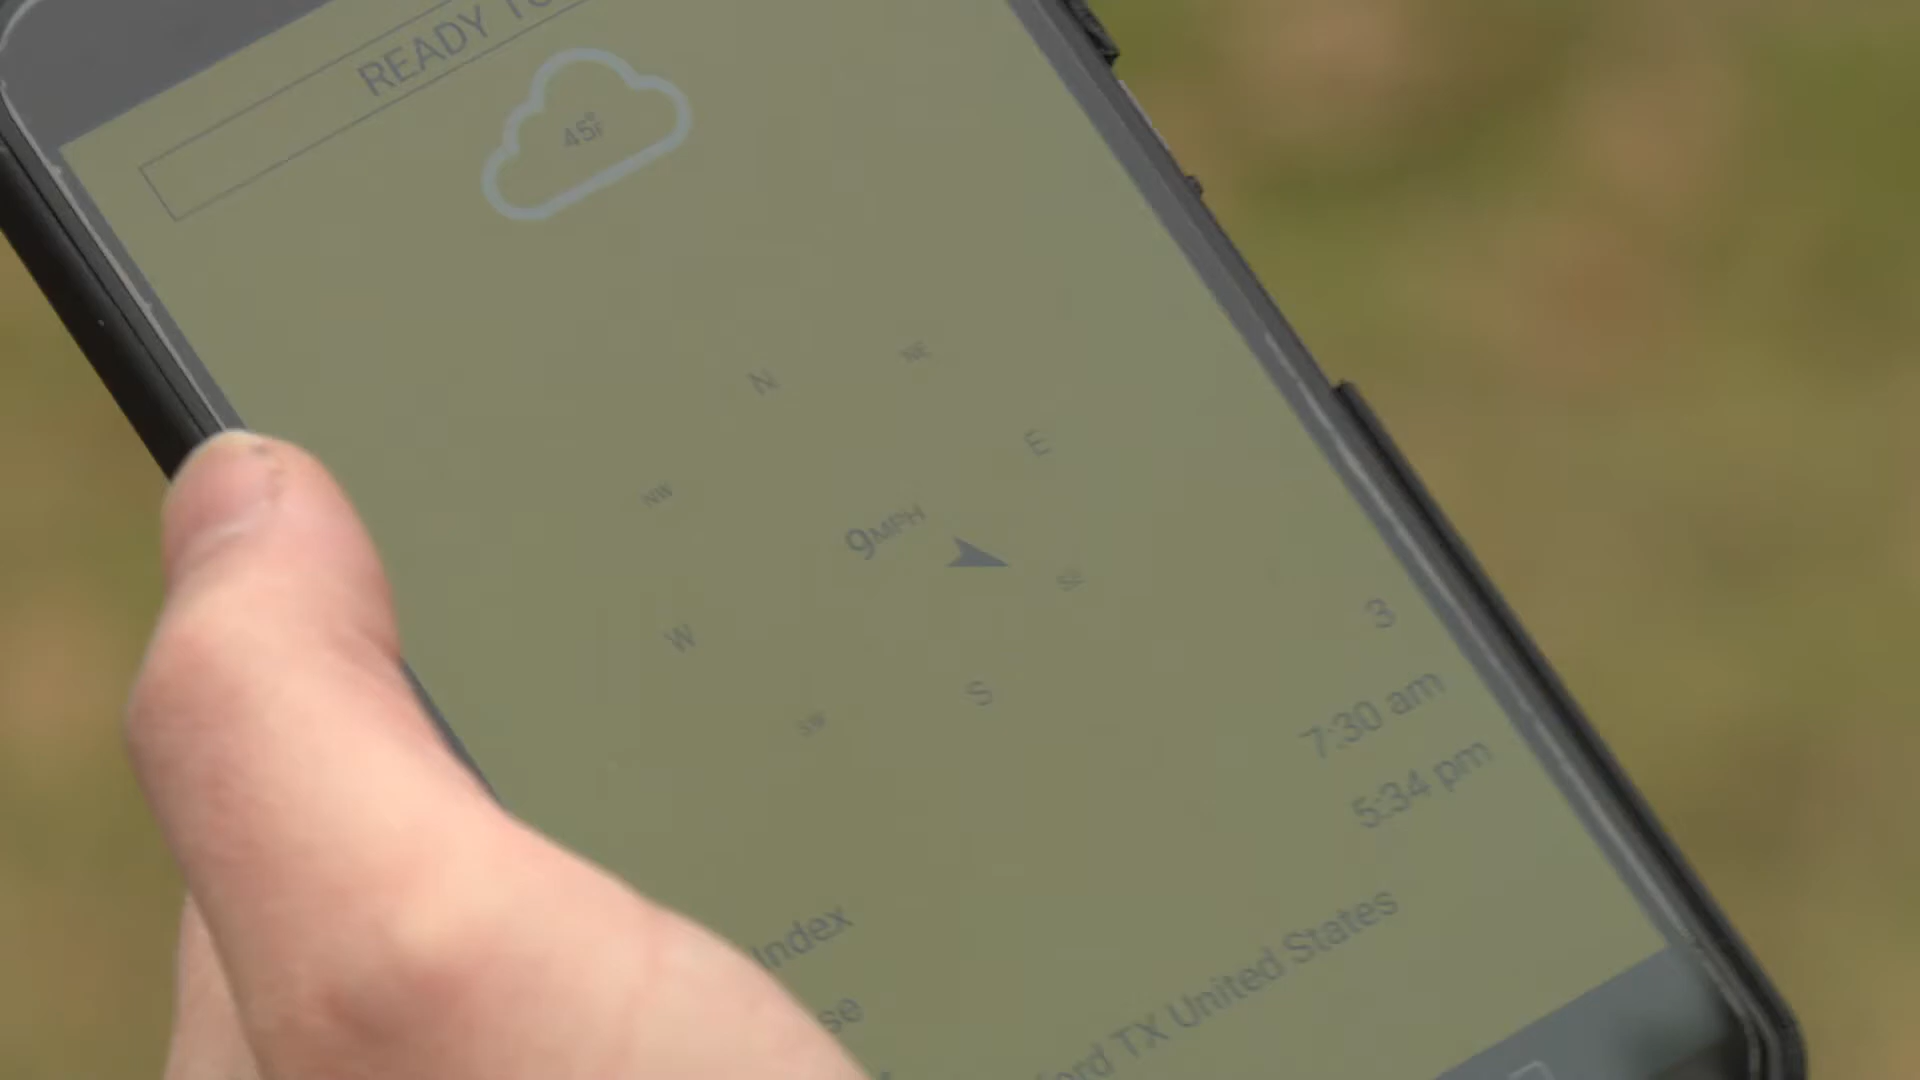 READY TO
45°F
N
NE
E
NW
9MPH
SE
W
S
SW
3
7:30 am
5:34 pm
Index
se
ord TX United States